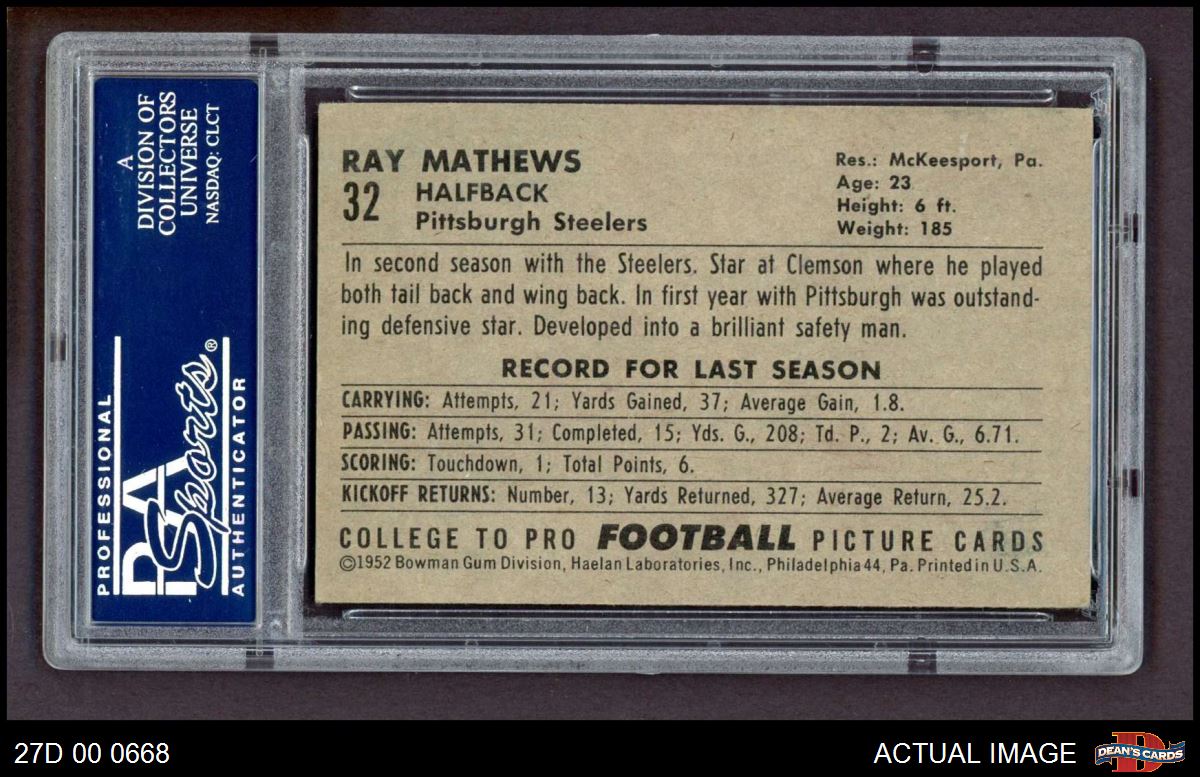 A
DIVISION OF
COLLECTORS
UNIVERSE
NASDAQ: CLCT
PROFESSIONAL
PSA
Sports®
AUTHENTICATOR
RAY MATHEWS
32
HALFBACK
Pittsburgh Steelers
Res.: McKeesport, Pa.
Age: 23
Height: 6 ft.
Weight: 185
In second season with the Steelers. Star at Clemson where he played
both tail back and wing back. In first year with Pittsburgh was outstand-
ing defensive star. Developed into a brilliant safety man.
RECORD FOR LAST SEASON
CARRYING: Attempts, 21; Yards Gained, 37; Average Gain, 1.8.
PASSING: Attempts, 31; Completed, 15; Yds. G., 208; Td. P., 2; Av. G., 6.71.
SCORING: Touchdown, 1; Total Points, 6.
KICKOFF RETURNS: Number, 13; Yards Returned, 327; Average Return, 25.2.
COLLEGE TO PRO FOOTBALL PICTURE CARDS
©1952 Bowman Gum Division, Haelan Laboratories, Inc., Philadelphia 44, Pa. Printed in U.S.A.
27D 00 0668
ACTUAL IMAGE
D
DEAN'S CARDS